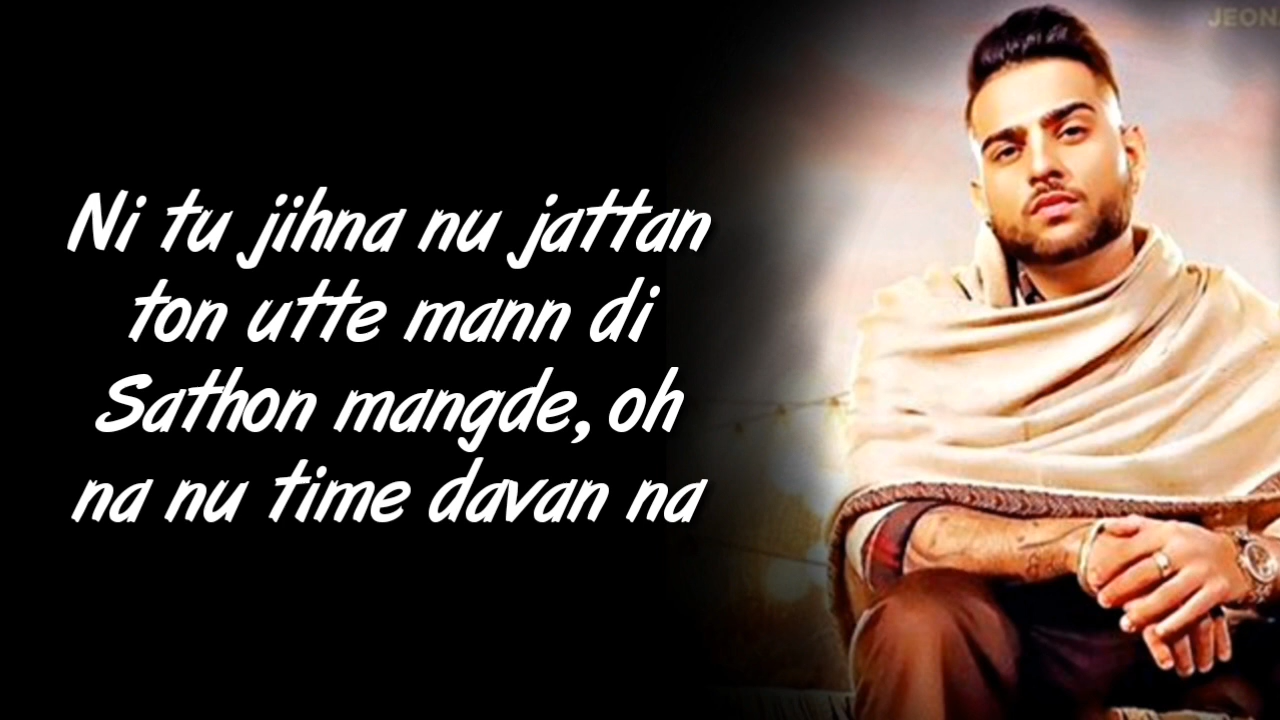 JEON
Ni tu jihna nu jattan
ton utte mann di
Sathon mangde, oh
na nu time davan na